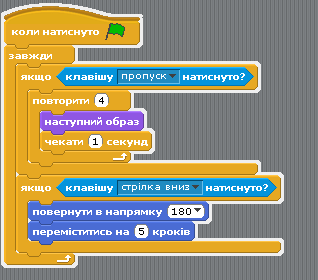 коли натиснуто
завжди
якщо клавішу пропуск натиснуто?
повторити 4
наступний образ
чекати 1 секунд
якщо клавішу стрілка вниз натиснуто?
повернути в напрямку 180
переміститись на 5 кроків